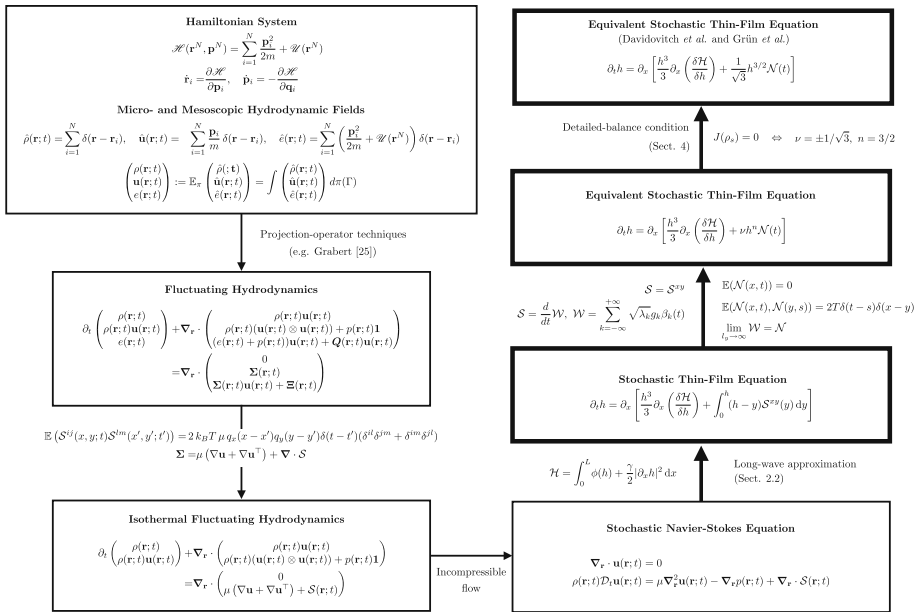 Hamiltonian System
ℋ(r^N, p^N) = ∑_{i=1}^{N} p_i^2/2m + 𝒰(r^N)
ṙ_i = ∂ℋ/∂p_i, ṗ_i = −∂ℋ/∂q_i
Micro- and Mesoscopic Hydrodynamic Fields
ρ̂(r;t) = ∑_{i=1}^{N} δ(r − r_i), û(r;t) = ∑_{i=1}^{N} p_i/m δ(r − r_i), ê(r;t) = ∑_{i=1}^{N} (p_i^2/2m + 𝒰(r^N)) δ(r − r_i)
(ρ(r;t) u(r;t) e(r;t)) := 𝔼_π (ρ̂(;t) û(r;t) ê(r;t)) = ∫ (ρ̂(r;t) û(r;t) ê(r;t)) dπ(Γ)
Projection-operator techniques
(e.g. Grabert [25])
Fluctuating Hydrodynamics
∂_t (ρ(r;t) ρ(r;t)u(r;t) e(r;t)) + ∇_r · (ρ(r;t)u(r;t) ρ(r;t)(u(r;t) ⊗ u(r;t)) + p(r;t)1 (e(r;t) + p(r;t))u(r;t) + Q(r;t)u(r;t))
= ∇_r · (0 Σ(r;t) Σ(r;t)u(r;t) + Ξ(r;t))
𝔼 (𝒮^{ij}(x,y;t)𝒮^{lm}(x′,y′;t′)) = 2 k_B T μ q_x(x − x′)q_y(y − y′)δ(t − t′)(δ^{il}δ^{jm} + δ^{im}δ^{jl})
Σ = μ (∇u + ∇u^⊤) + ∇ · 𝒮
Isothermal Fluctuating Hydrodynamics
∂_t (ρ(r;t) ρ(r;t)u(r;t)) + ∇_r · (ρ(r;t)u(r;t) ρ(r;t)(u(r;t) ⊗ u(r;t)) + p(r;t)1)
= ∇_r · (0 μ (∇u + ∇u^⊤) + 𝒮(r;t))
Incompressible
flow
Stochastic Navier-Stokes Equation
∇_r · u(r;t) = 0
ρ(r;t)𝒟_t u(r;t) = μ∇_r^2 u(r;t) − ∇_r p(r;t) + ∇_r · 𝒮(r;t)
ℋ = ∫_0^L ϕ(h) + γ/2 |∂_x h|^2 dx
Long-wave approximation
(Sect. 2.2)
Stochastic Thin-Film Equation
∂_t h = ∂_x [h^3/3 ∂_x (δℋ/δh) + ∫_0^h (h − y)𝒮^{xy}(y) dy]
𝒮 = 𝒮^{xy}
𝒮 = d/dt 𝒲, 𝒲 = ∑_{k=−∞}^{+∞} √λ_k g_k β_k(t)
𝔼(𝒩(x,t)) = 0
𝔼(𝒩(x,t), 𝒩(y,s)) = 2Tδ(t − s)δ(x − y)
lim_{l_y→∞} 𝒲 = 𝒩
Equivalent Stochastic Thin-Film Equation
∂_t h = ∂_x [h^3/3 ∂_x (δℋ/δh) + νh^n 𝒩(t)]
Detailed-balance condition
(Sect. 4)
J(ρ_s) = 0 ⇔ ν = ±1/√3, n = 3/2
Equivalent Stochastic Thin-Film Equation
(Davidovitch et al. and Grün et al.)
∂_t h = ∂_x [h^3/3 ∂_x (δℋ/δh) + 1/√3 h^{3/2} 𝒩(t)]